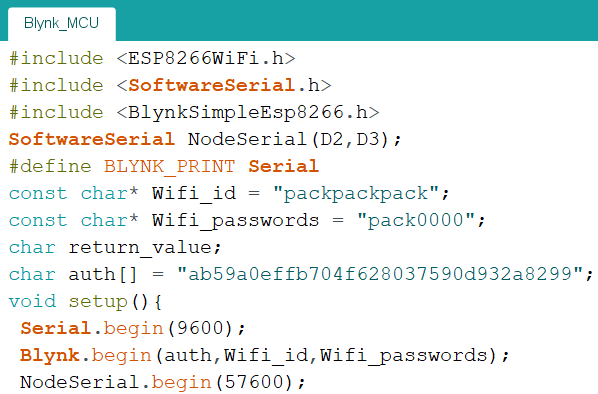 Blynk_MCU
#include <ESP8266WiFi.h>
#include <SoftwareSerial.h>
#include <BlynkSimpleEsp8266.h>
SoftwareSerial NodeSerial(D2,D3);
#define BLYNK_PRINT Serial
const char* Wifi_id = "packpackpack";
const char* Wifi_passwords = "pack0000";
char return_value;
char auth[] = "ab59a0effb704f628037590d932a8299";
void setup(){
Serial.begin(9600);
Blynk.begin(auth,Wifi_id,Wifi_passwords);
NodeSerial.begin(57600);